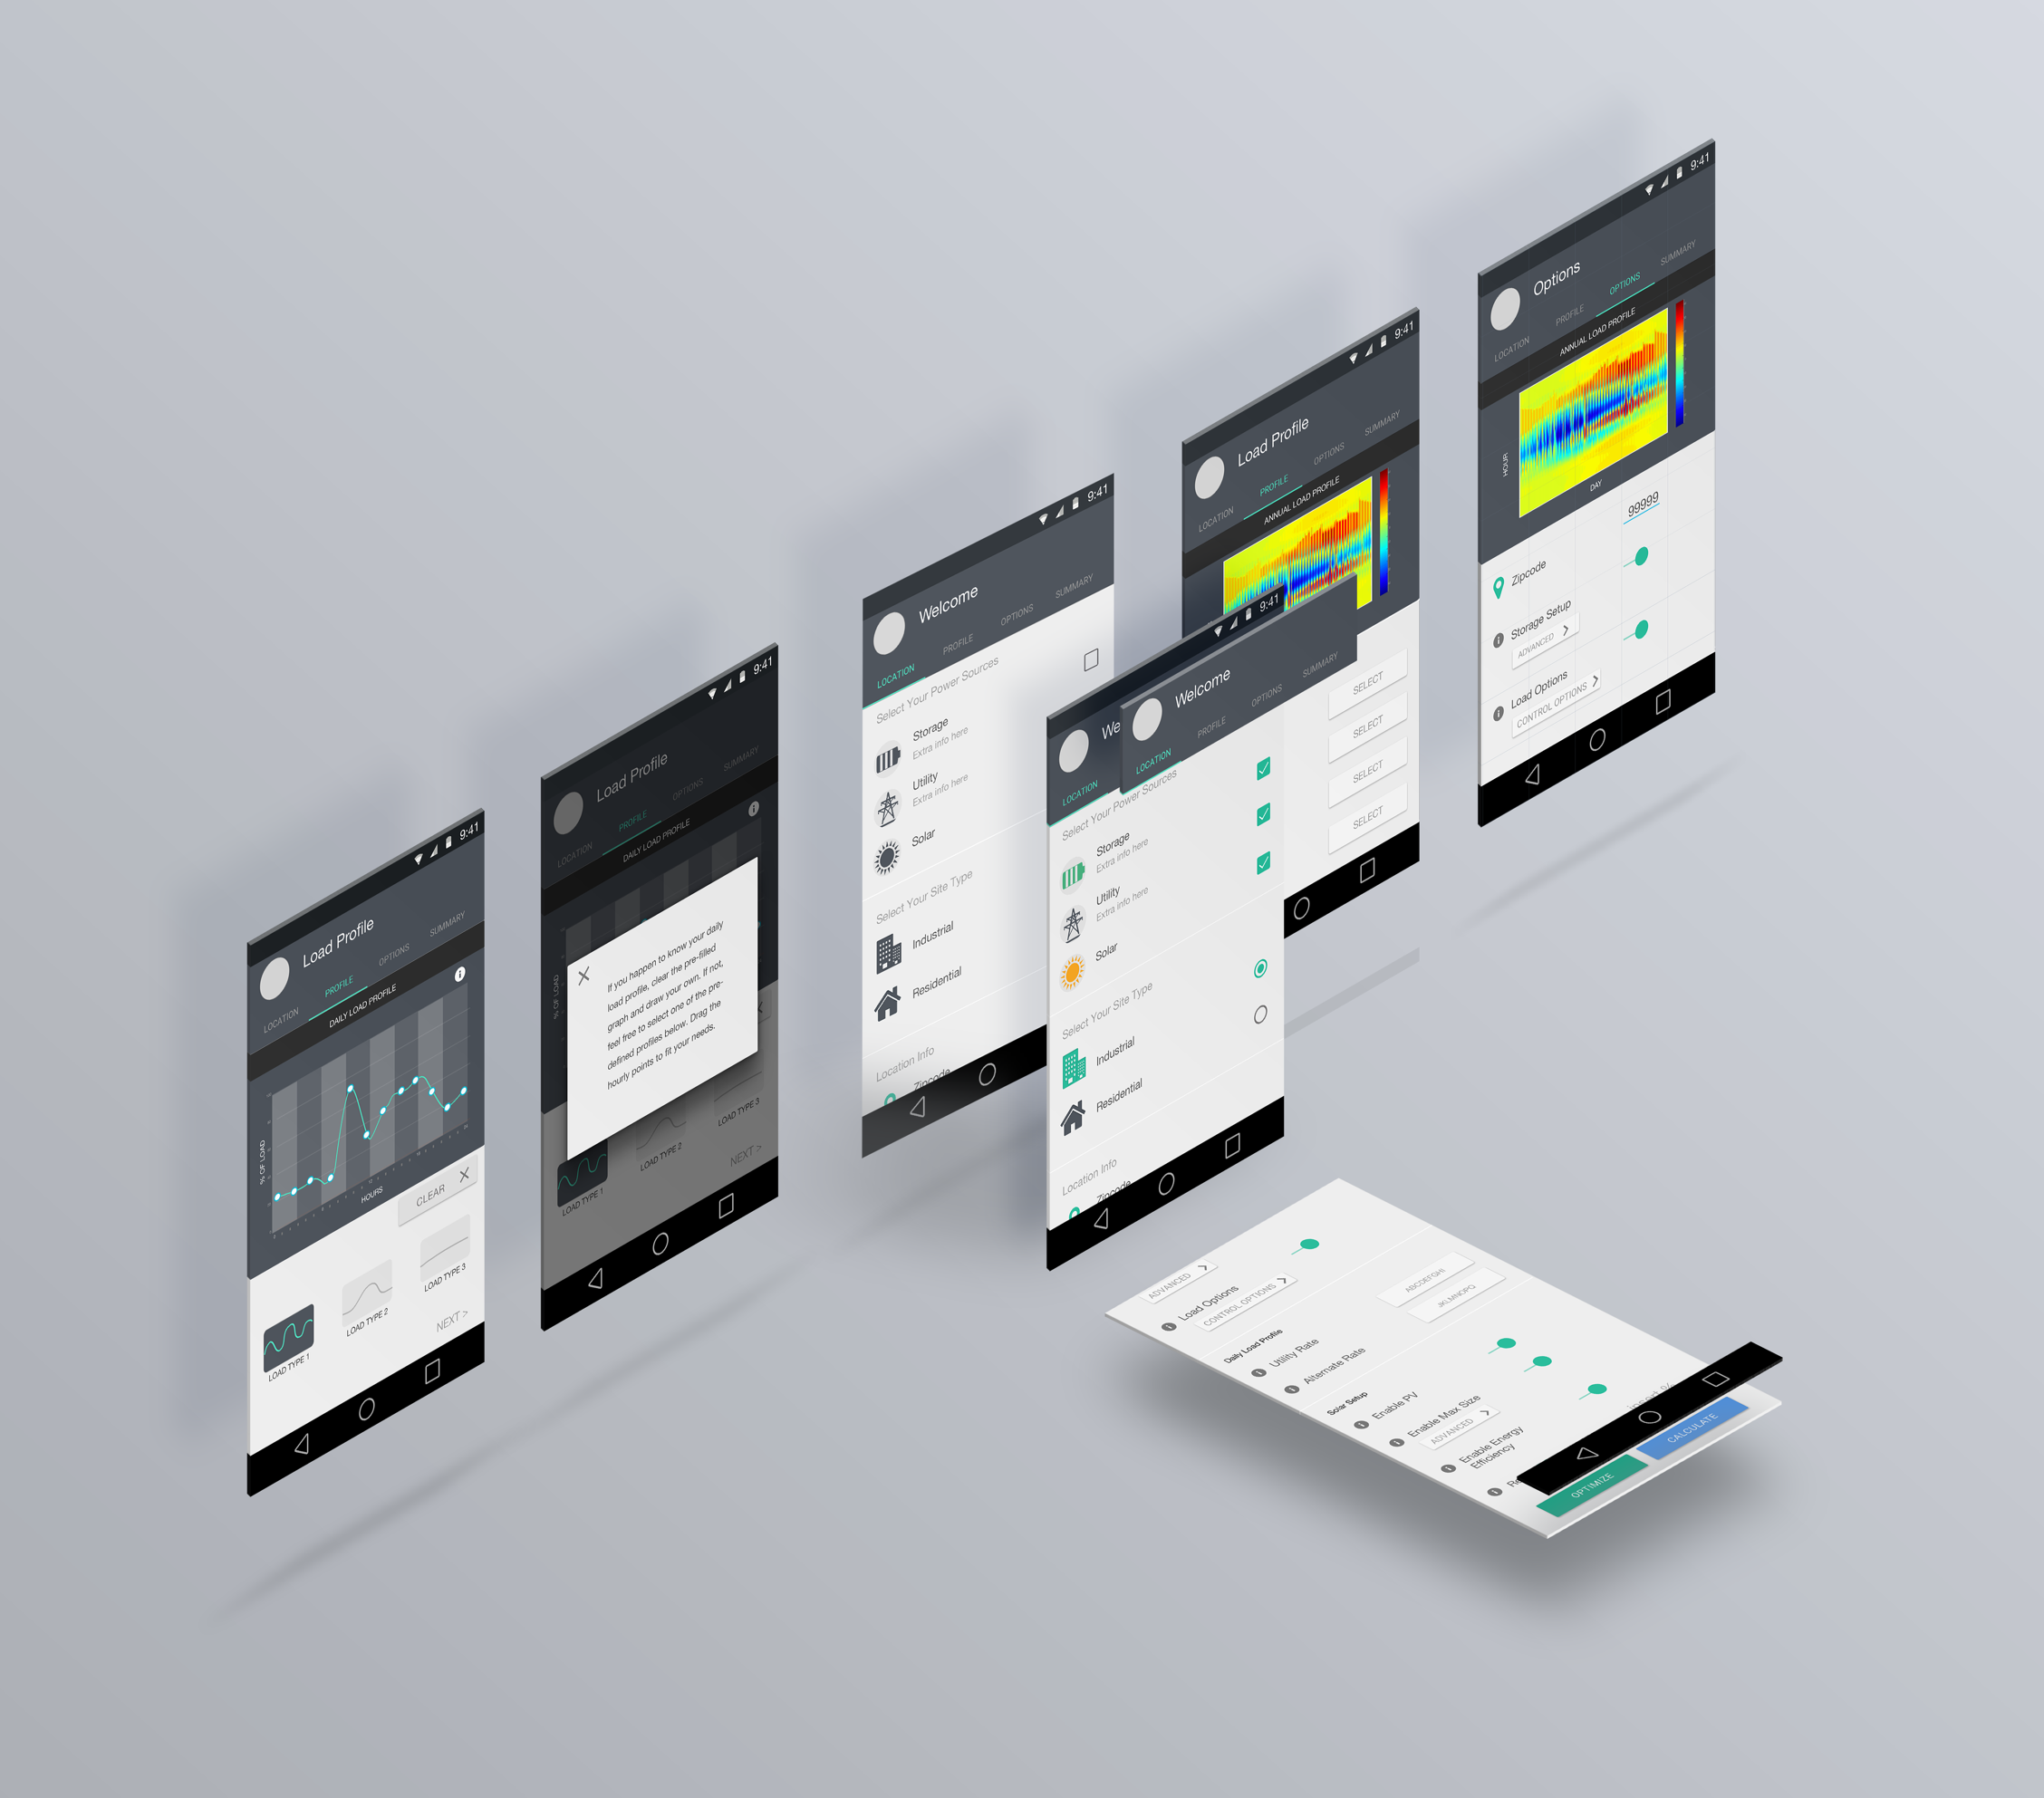 9:41
Load Profile
LOCATION
PROFILE
OPTIONS
SUMMARY
DAILY LOAD PROFILE
% OF LOAD
HOURS
CLEAR
LOAD TYPE 1
LOAD TYPE 2
LOAD TYPE 3
NEXT >
9:41
Load Profile
LOCATION
PROFILE
OPTIONS
SUMMARY
DAILY LOAD PROFILE
% OF LOAD
If you happen to know your daily
load profile, clear the pre-filled
graph and draw your own. If not,
feel free to select one of the pre-
defined profiles below. Drag the
hourly points to fit your needs.
LOAD TYPE 1
LOAD TYPE 2
LOAD TYPE 3
NEXT >
9:41
Welcome
LOCATION
PROFILE
OPTIONS
SUMMARY
Select Your Power Sources
Storage
Extra info here
Utility
Extra info here
Solar
Select Your Site Type
Industrial
Residential
Location Info
Zipcode
9:41
We
LOCATION
Welcome
LOCATION
PROFILE
OPTIONS
SUMMARY
Select Your Power Sources
Storage
Extra info here
Utility
Extra info here
Solar
Select Your Site Type
Industrial
Residential
Location Info
Zipcode
9:41
Load Profile
LOCATION
PROFILE
OPTIONS
SUMMARY
ANNUAL LOAD PROFILE
SELECT
SELECT
SELECT
SELECT
9:41
Options
LOCATION
PROFILE
OPTIONS
SUMMARY
ANNUAL LOAD PROFILE
HOUR
DAY
Zipcode
99999
Storage Setup
ADVANCED
Load Options
CONTROL OPTIONS
ADVANCED
Load Options
CONTROL OPTIONS
Daily Load Profile
Utility Rate
ABCDEFGHI
Alternate Rate
JKLMNOPQ
Solar Setup
Enable PV
Enable Max Size
ADVANCED
Enable Energy
Efficiency
OPTIMIZE
CALCULATE